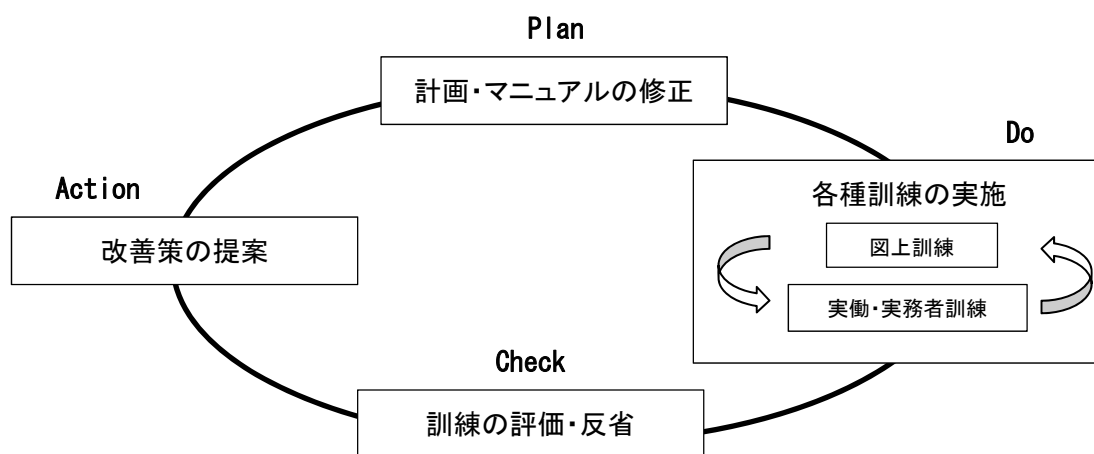 Plan
計画・マニュアルの修正
Do
各種訓練の実施
図上訓練
実働・実務者訓練
Check
訓練の評価・反省
Action
改善策の提案